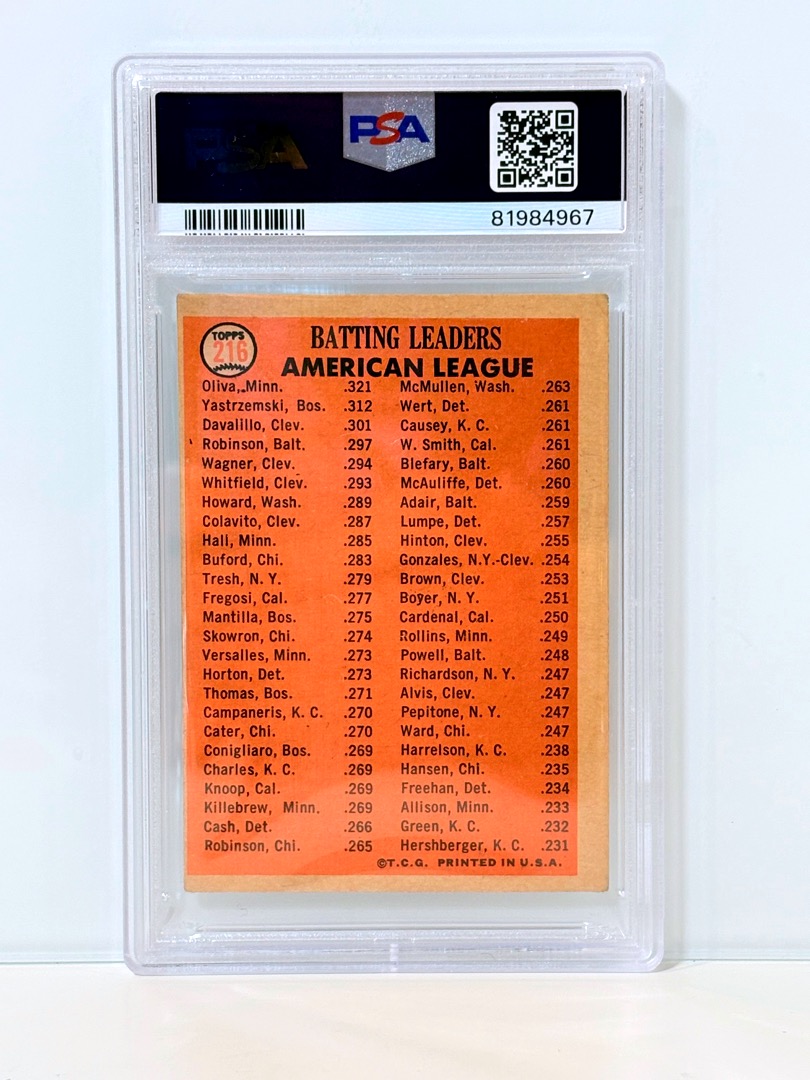 PSA
PSA
81984967
TOPPS
216
BATTING LEADERS
AMERICAN LEAGUE
Oliva, Minn. .321 McMullen, Wash. .263
Yastrzemski, Bos. .312 Wert, Det. .261
Davalillo, Clev. .301 Causey, K. C. .261
Robinson, Balt. .297 W. Smith, Cal. .261
Wagner, Clev. .294 Blefary, Balt. .260
Whitfield, Clev. .293 McAuliffe, Det. .260
Howard, Wash. .289 Adair, Balt. .259
Colavito, Clev. .287 Lumpe, Det. .257
Hall, Minn. .285 Hinton, Clev. .255
Buford, Chi. .283 Gonzales, N.Y.-Clev. .254
Tresh, N. Y. .279 Brown, Clev. .253
Fregosi, Cal. .277 Boyer, N. Y. .251
Mantilla, Bos. .275 Cardenal, Cal. .250
Skowron, Chi. .274 Rollins, Minn. .249
Versalles, Minn. .273 Powell, Balt. .248
Horton, Det. .273 Richardson, N. Y. .247
Thomas, Bos. .271 Alvis, Clev. .247
Campaneris, K. C. .270 Pepitone, N. Y. .247
Cater, Chi. .270 Ward, Chi. .247
Conigliaro, Bos. .269 Harrelson, K. C. .238
Charles, K. C. .269 Hansen, Chi. .235
Knoop, Cal. .269 Freehan, Det. .234
Killebrew, Minn. .269 Allison, Minn. .233
Cash, Det. .266 Green, K. C. .232
Robinson, Chi. .265 Hershberger, K. C. .231
©T.C.G. PRINTED IN U.S.A.